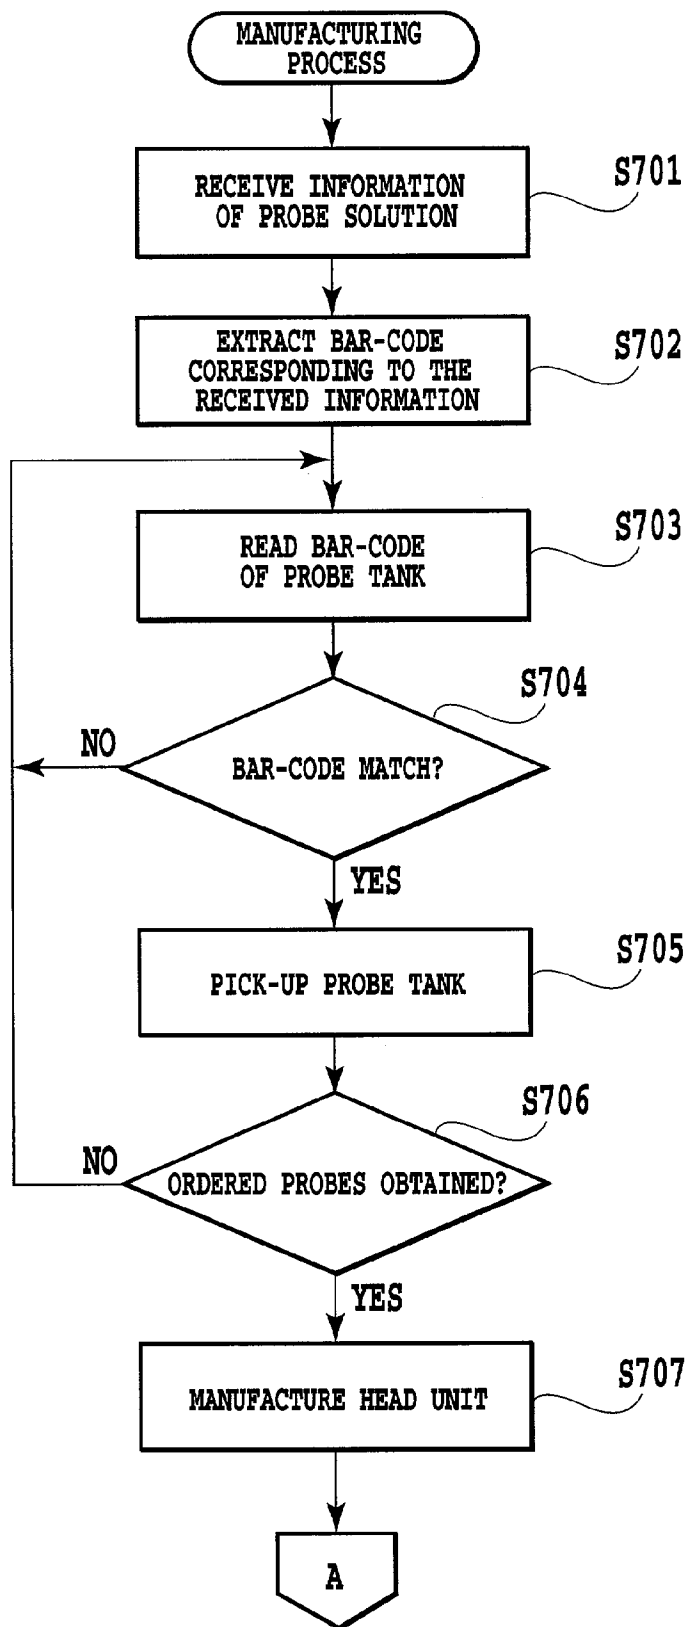 MANUFACTURING
PROCESS
RECEIVE INFORMATION
OF PROBE SOLUTION
S701
EXTRACT BAR-CODE
CORRESPONDING TO THE
RECEIVED INFORMATION
S702
READ BAR-CODE
OF PROBE TANK
S703
S704
NO
BAR-CODE MATCH?
YES
PICK-UP PROBE TANK
S705
S706
NO
ORDERED PROBES OBTAINED?
YES
MANUFACTURE HEAD UNIT
S707
A